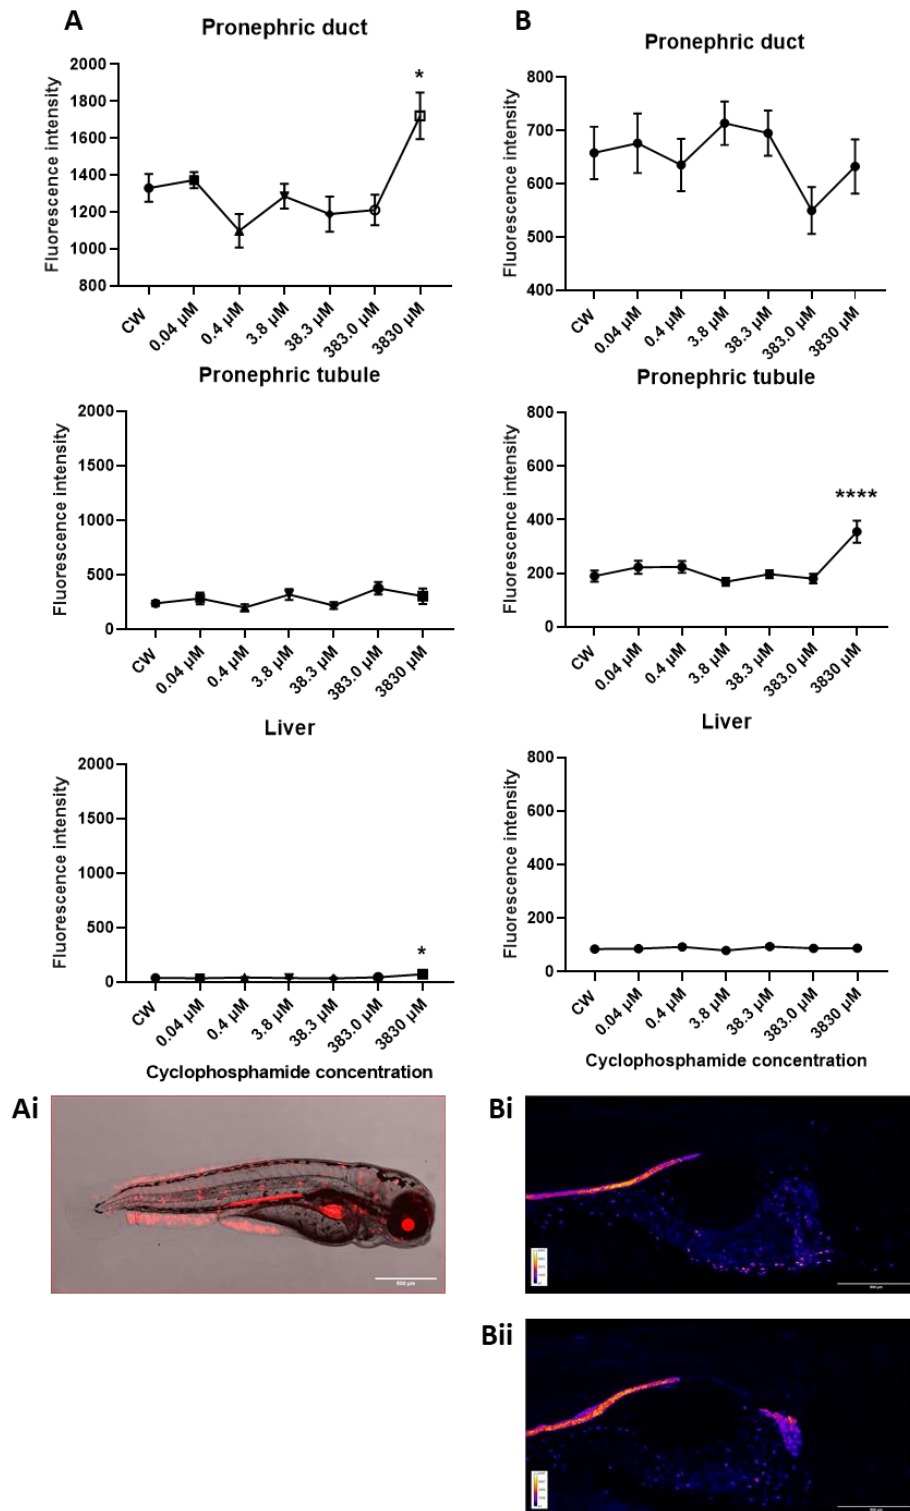 A
Pronephric duct
Fluorescence intensity
2000
1800
1600
1400
1200
1000
800
*
CW
0.04 µM
0.4 µM
3.8 µM
38.3 µM
383.0 µM
3830 µM
Pronephric tubule
Fluorescence intensity
2000
1500
1000
500
0
CW
0.04 µM
0.4 µM
3.8 µM
38.3 µM
383.0 µM
3830 µM
Liver
Fluorescence intensity
2000
1500
1000
500
0
*
CW
0.04 µM
0.4 µM
3.8 µM
38.3 µM
383.0 µM
3830 µM
Cyclophosphamide concentration
B
Pronephric duct
Fluorescence intensity
800
700
600
500
400
CW
0.04 µM
0.4 µM
3.8 µM
38.3 µM
383.0 µM
3830 µM
Pronephric tubule
Fluorescence intensity
800
600
400
200
0
****
CW
0.04 µM
0.4 µM
3.8 µM
38.3 µM
383.0 µM
3830 µM
Liver
Fluorescence intensity
800
600
400
200
0
CW
0.04 µM
0.4 µM
3.8 µM
38.3 µM
383.0 µM
3830 µM
Cyclophosphamide concentration
Ai
Bi
Bii